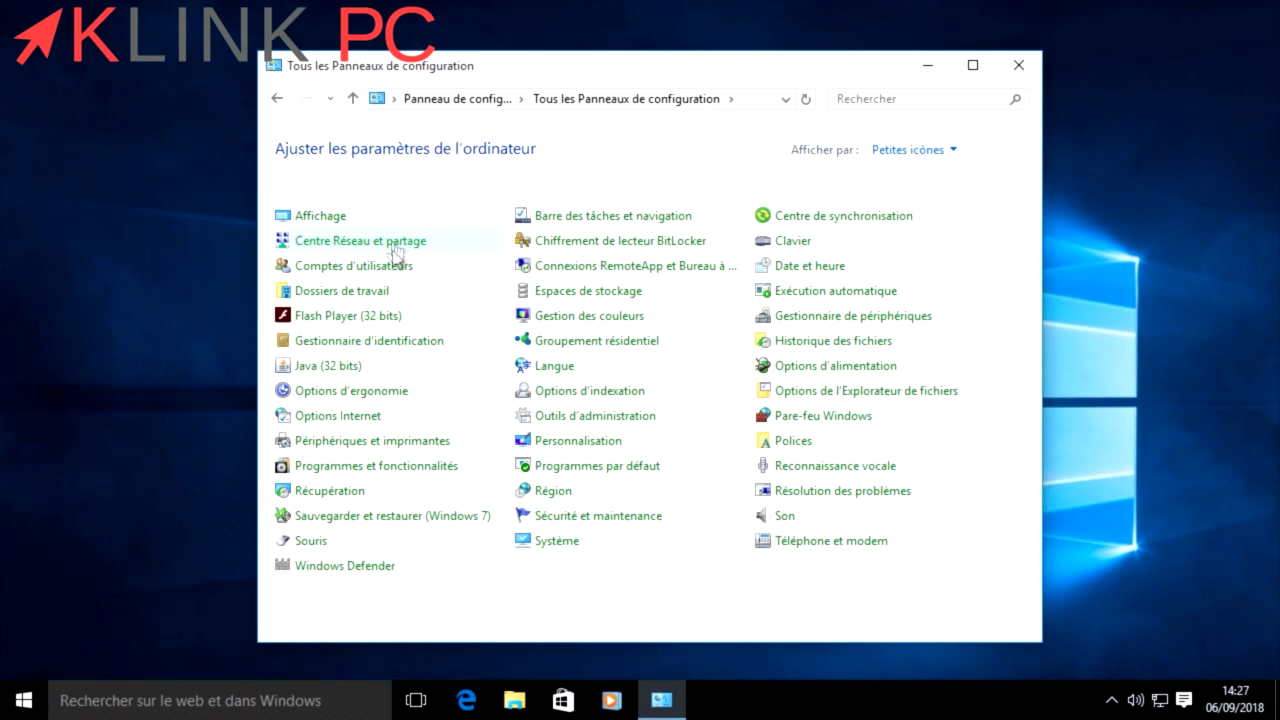 KLINK PC
Tous les Panneaux de configuration
Panneau de config... › Tous les Panneaux de configuration ›
Rechercher
Ajuster les paramètres de l'ordinateur
Afficher par : Petites icônes
Affichage
Barre des tâches et navigation
Centre de synchronisation
Centre Réseau et partage
Chiffrement de lecteur BitLocker
Clavier
Comptes d'utilisateurs
Connexions RemoteApp et Bureau à ...
Date et heure
Dossiers de travail
Espaces de stockage
Exécution automatique
Flash Player (32 bits)
Gestion des couleurs
Gestionnaire de périphériques
Gestionnaire d'identification
Groupement résidentiel
Historique des fichiers
Java (32 bits)
Langue
Options d'alimentation
Options d'ergonomie
Options d'indexation
Options de l'Explorateur de fichiers
Options Internet
Outils d'administration
Pare-feu Windows
Périphériques et imprimantes
Personnalisation
Polices
Programmes et fonctionnalités
Programmes par défaut
Reconnaissance vocale
Récupération
Région
Résolution des problèmes
Sauvegarder et restaurer (Windows 7)
Sécurité et maintenance
Son
Souris
Système
Téléphone et modem
Windows Defender
Rechercher sur le web et dans Windows
14:27
06/09/2018